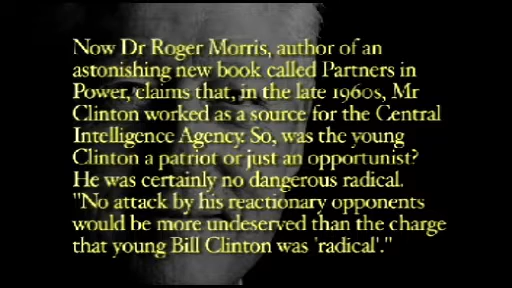 Now Dr Roger Morris, author of an
astonishing new book called Partners in
Power, claims that, in the late 1960s, Mr
Clinton worked as a source for the Central
Intelligence Agency. So, was the young
Clinton a patriot or just an opportunist?
He was certainly no dangerous radical.
"No attack by his reactionary opponents
would be more undeserved than the charge
that young Bill Clinton was 'radical'."